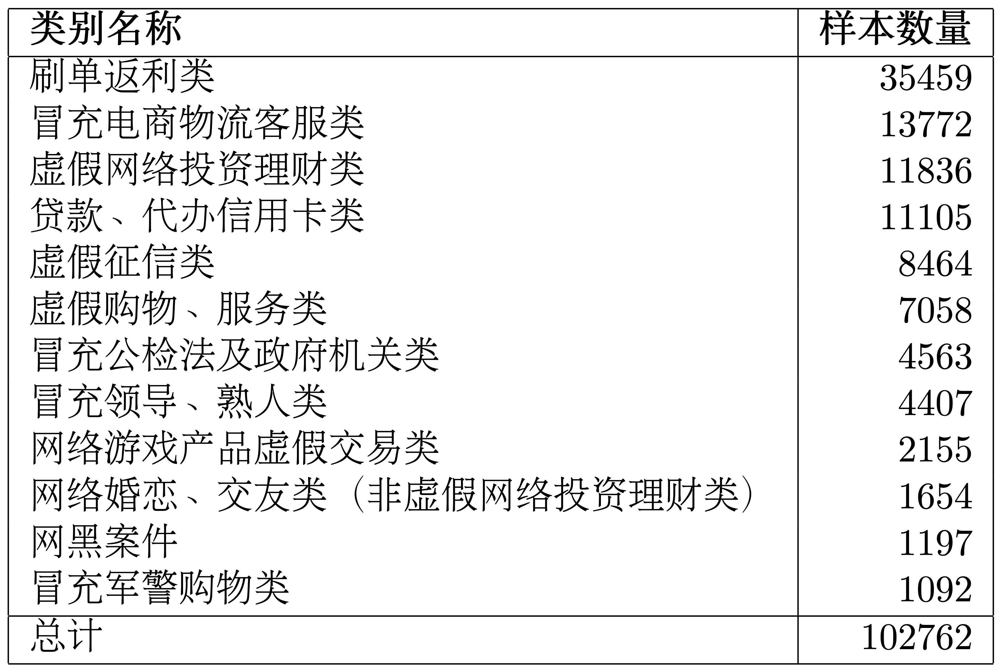 类别名称 样本数量
刷单返利类 35459
冒充电商物流客服类 13772
虚假网络投资理财类 11836
贷款、代办信用卡类 11105
虚假征信类 8464
虚假购物、服务类 7058
冒充公检法及政府机关类 4563
冒充领导、熟人类 4407
网络游戏产品虚假交易类 2155
网络婚恋、交友类（非虚假网络投资理财类） 1654
网黑案件 1197
冒充军警购物类 1092
总计 102762